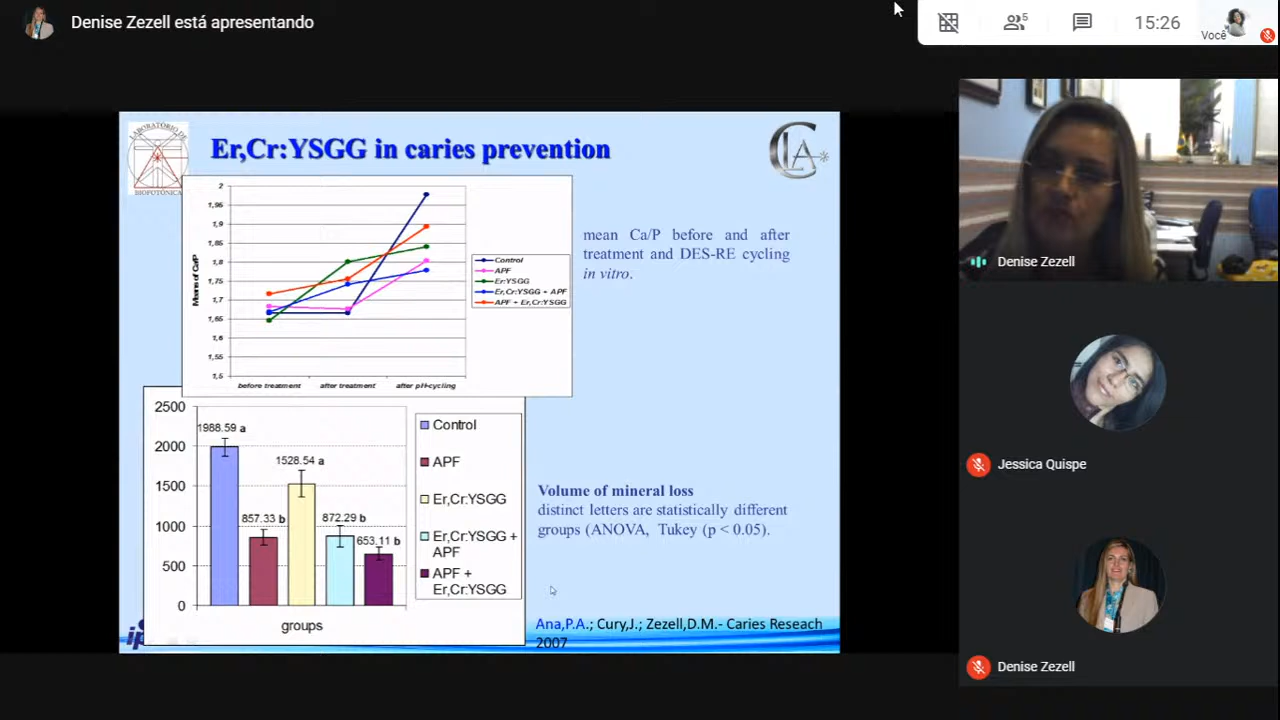 Denise Zezell está apresentando
5
15:26
Você
LABORATÓRIO DE
BIOFOTÔNICA
Er,Cr:YSGG in caries prevention
CLA
2
1,95
1,9
1,85
1,8
1,75
1,7
1,65
1,6
1,55
1,5
Means of Ca/P
before treatment after treatment after pH-cycling
Control
APF
Er:YSGG
Er,Cr:YSGG + APF
APF + Er,Cr:YSGG
mean Ca/P before and after
treatment and DES-RE cycling
in vitro.
2500
2000
1500
1000
500
0
1988.59 a
857.33 b
1528.54 a
872.29 b
653.11 b
groups
Control
APF
Er,Cr:YSGG
Er,Cr:YSGG +
APF
APF +
Er,Cr:YSGG
Volume of mineral loss
distinct letters are statistically different
groups (ANOVA, Tukey (p < 0.05).
Ana,P.A.; Cury,J.; Zezell,D.M.- Caries Reseach
2007
Denise Zezell
Jessica Quispe
Denise Zezell